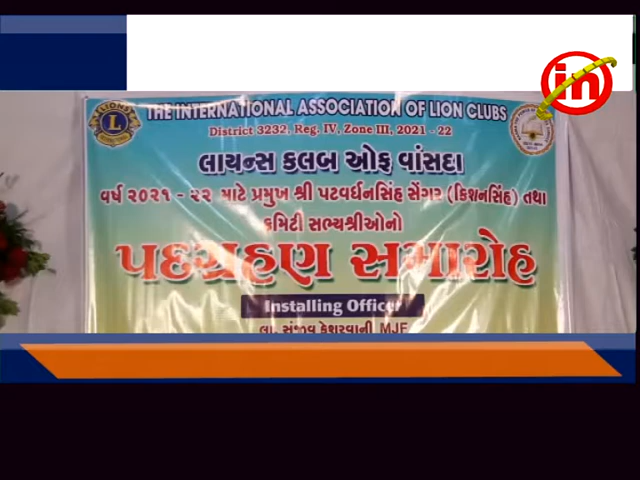 in
THE INTERNATIONAL ASSOCIATION OF LION CLUBS
District 3232, Reg. IV, Zone III, 2021 - 22
LIONS
L
લાયન્સ કલબ ઓફ વાંસદા
વર્ષ ૨૦૨૧ - ૨૨ માટે પ્રમુખ શ્રી પટવર્ધનસિંહ સેંગર (કિશનસિંહ) તથા
કમિટી સભ્યશ્રીઓનો
પદગ્રહણ સમારોહ
Installing Officer
લા. સંજીવ કેશરવાની MJF